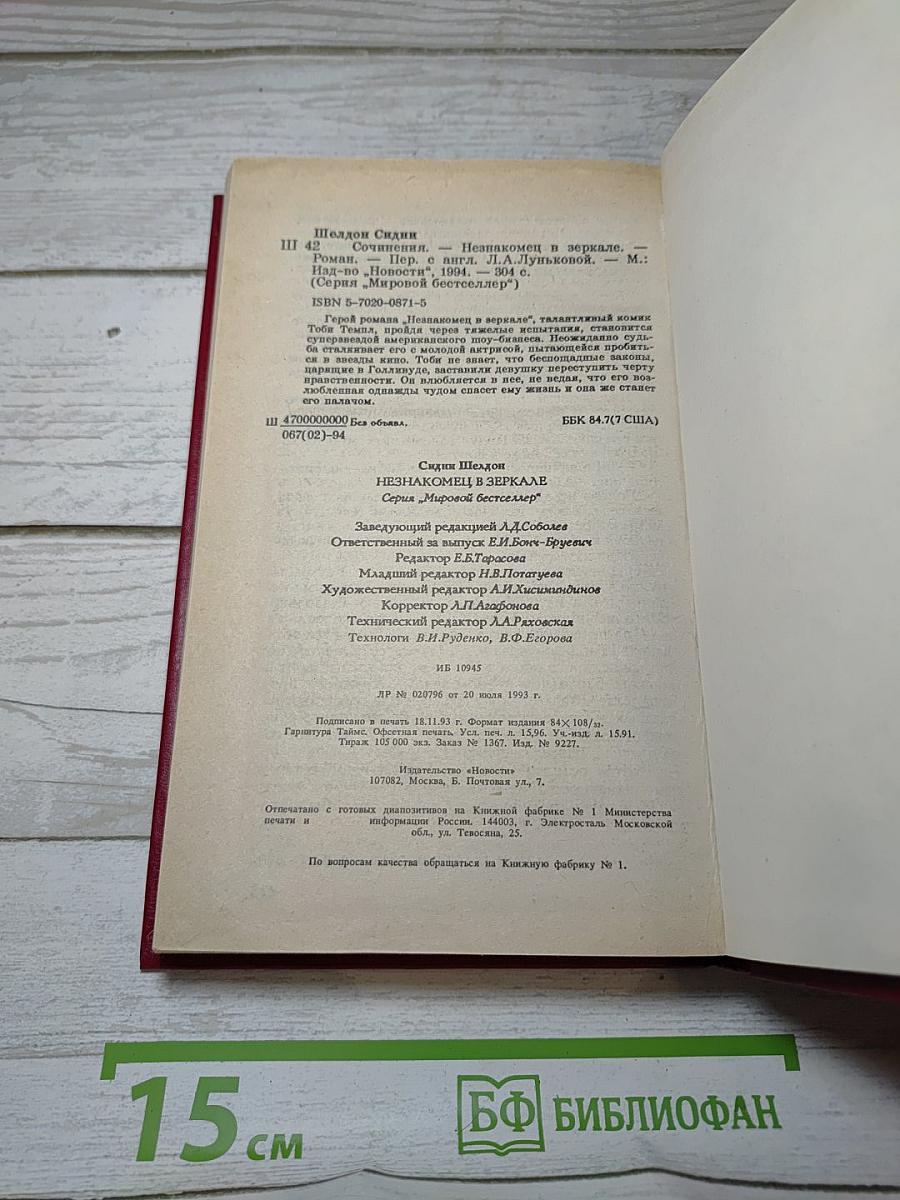 Шелдон Сидни
Ш 42 Сочинения. — Незнакомец в зеркале. —
Роман. — Пер. с англ. Л.А.Луньковой. — М.:
Изд-во „Новости“, 1994. — 304 с.
(Серия „Мировой бестселлер“)
ISBN 5-7020-0871-5
Герой романа „Незнакомец в зеркале“, талантливый комик
Тоби Темпл, пройдя через тяжелые испытания, становится
суперзвездой американского шоу-бизнеса. Неожиданно судь-
ба сталкивает его с молодой актрисой, пытающейся пробить-
ся в звезды кино. Тоби не знает, что беспощадные законы,
царящие в Голливуде, заставили девушку переступить черту
нравственности. Он влюбляется в нее, не ведая, что его воз-
любленная однажды чудом спасет ему жизнь и она же станет
его палачом.
Ш 4700000000 Без объявл. ББК 84.7(7 США)
067(02)-94
Сидни Шелдон
НЕЗНАКОМЕЦ В ЗЕРКАЛЕ
Серия „Мировой бестселлер“
Заведующий редакцией Л.Д.Соболев
Ответственный за выпуск Е.И.Бонч-Бруевич
Редактор Е.Б.Тарасова
Младший редактор Н.В.Потатуева
Художественный редактор А.И.Хисиминдинов
Корректор Л.П.Агафонова
Технический редактор Л.А.Ряховская
Технологи В.И.Руденко, В.Ф.Егорова
ИБ 10945
ЛР № 020796 от 20 июля 1993 г.
Подписано в печать 18.11.93 г. Формат издания 84×108/32.
Гарнитура Таймс. Офсетная печать. Усл. печ. л. 15,96. Уч.-изд. л. 15.91.
Тираж 105 000 экз. Заказ № 1367. Изд. № 9227.
Издательство «Новости»
107082, Москва, Б. Почтовая ул., 7.
Отпечатано с готовых диапозитивов на Книжной фабрике № 1 Министерства
печати и информации России. 144003, г. Электросталь Московской
обл., ул. Тевосяна, 25.
По вопросам качества обращаться на Книжную фабрику № 1.
15 см БФ БИБЛИОФАН